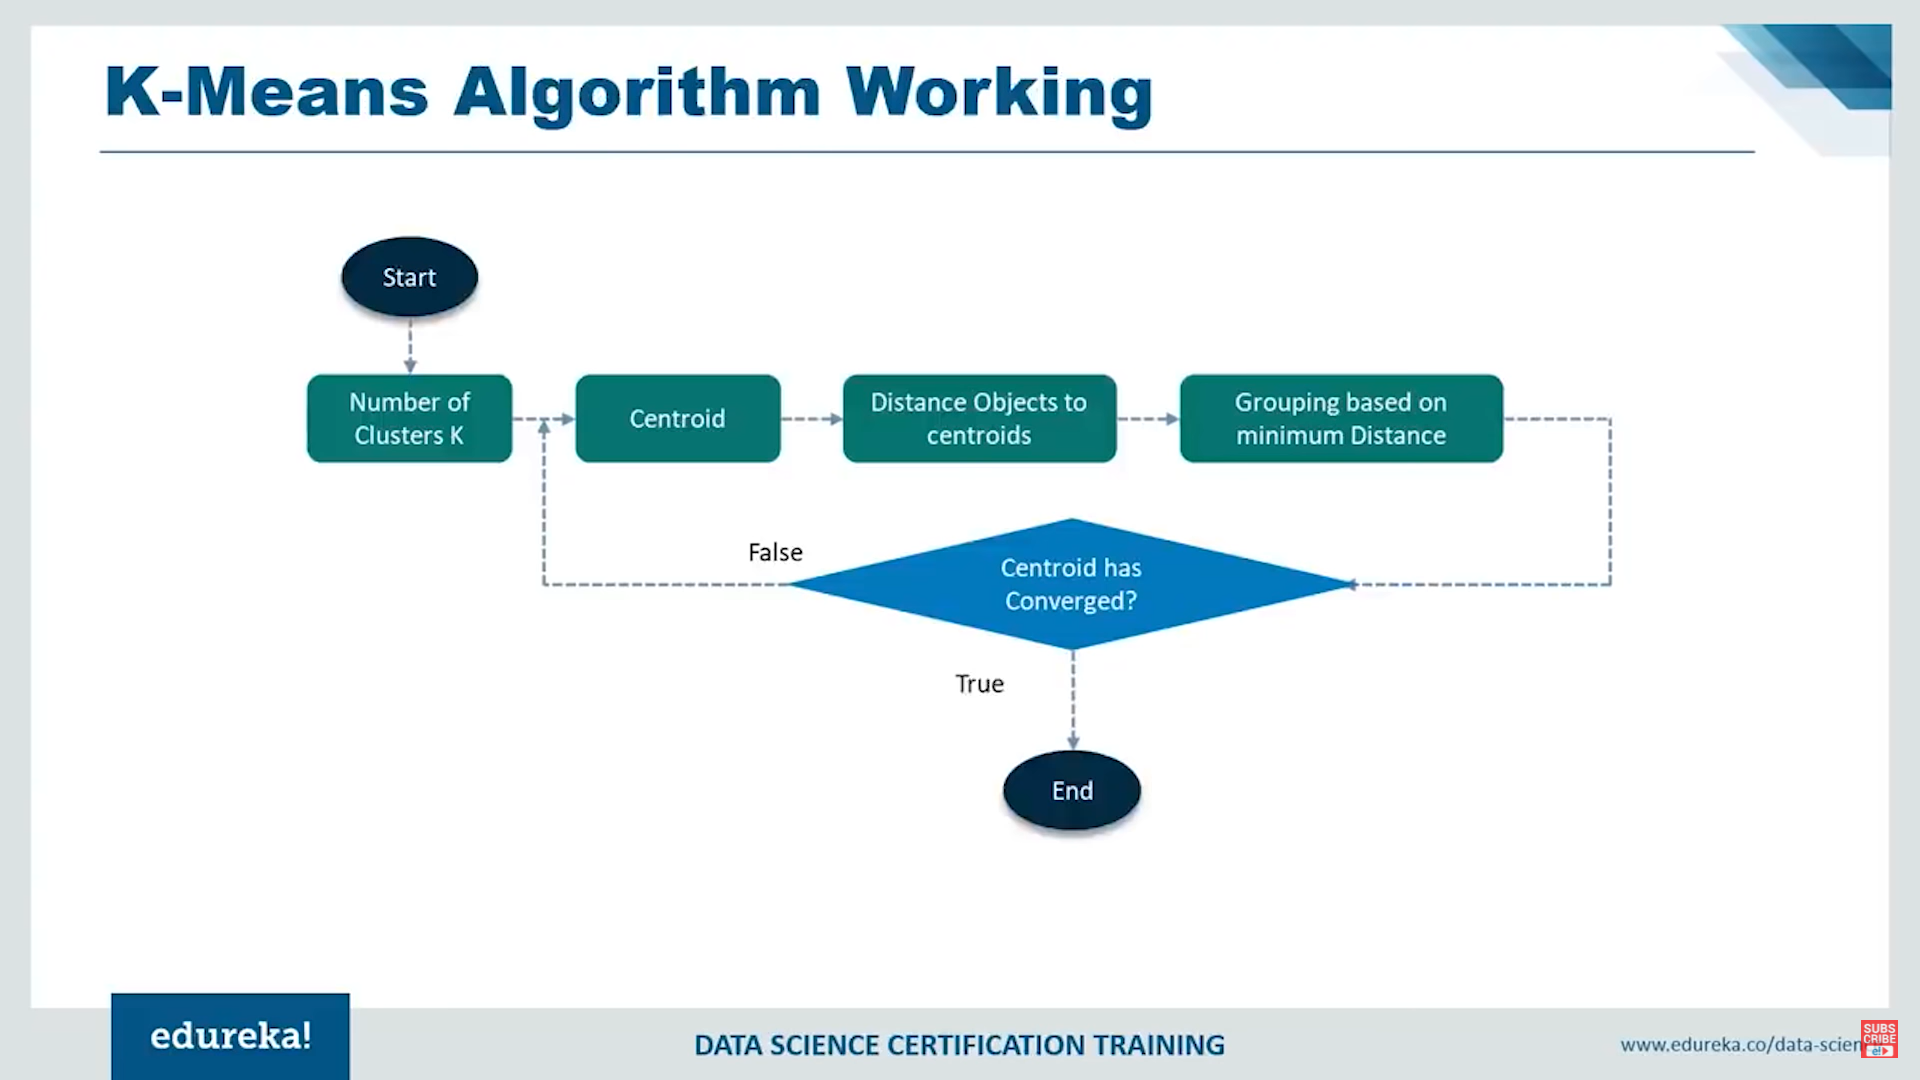 K-Means Algorithm Working
Start
Number of
Clusters K
Centroid
Distance Objects to
centroids
Grouping based on
minimum Distance
False
Centroid has
Converged?
True
End
edureka!
DATA SCIENCE CERTIFICATION TRAINING
www.edureka.co/data-scien
SUBS
CRIBE
e!